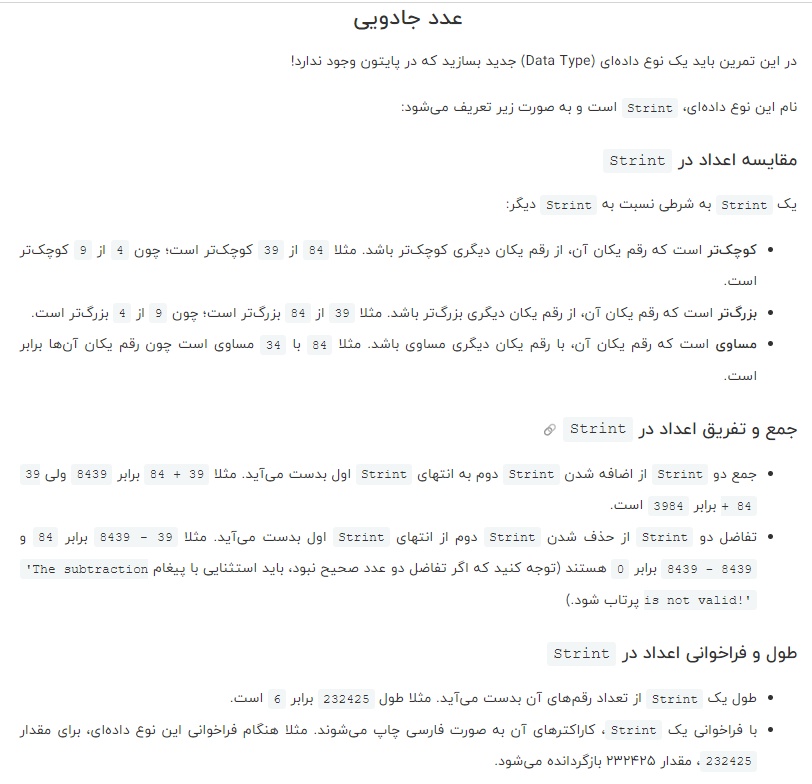 عدد جادویی
در این تمرین باید یک نوع داده‌ای (Data Type) جدید بسازید که در پایتون وجود ندارد!
نام این نوع داده‌ای، Strint است و به صورت زیر تعریف می‌شود:
مقایسه اعداد در Strint
یک Strint به شرطی نسبت به Strint دیگر:
کوچک‌تر است که رقم یکان آن، از رقم یکان دیگری کوچک‌تر باشد. مثلا 84 از 39 کوچک‌تر است؛ چون 4 از 9 کوچک‌تر
است.
بزرگ‌تر است که رقم یکان آن، از رقم یکان دیگری بزرگ‌تر باشد. مثلا 39 از 84 بزرگ‌تر است؛ چون 9 از 4 بزرگ‌تر است.
مساوی است که رقم یکان آن، با رقم یکان دیگری مساوی باشد. مثلا 84 با 34 مساوی است چون رقم یکان آن‌ها برابر
است.
جمع و تفریق اعداد در Strint
جمع دو Strint از اضافه شدن Strint دوم به انتهای Strint اول بدست می‌آید. مثلا 39 + 84 برابر 8439 ولی 39
+ 84 برابر 3984 است.
تفاضل دو Strint از حذف شدن Strint دوم از انتهای Strint اول بدست می‌آید. مثلا 39 - 8439 برابر 84 و
8439 - 8439 برابر 0 هستند (توجه کنید که اگر تفاضل دو عدد صحیح نبود، باید استثنایی با پیغام 'The subtraction
is not valid!' پرتاب شود.)
طول و فراخوانی اعداد در Strint
طول یک Strint از تعداد رقم‌های آن بدست می‌آید. مثلا طول 232425 برابر 6 است.
با فراخوانی یک Strint، کاراکترهای آن به صورت فارسی چاپ می‌شوند. مثلا هنگام فراخوانی این نوع داده‌ای، برای مقدار
232425، مقدار ۲۳۲۴۲۵ بازگردانده می‌شود.